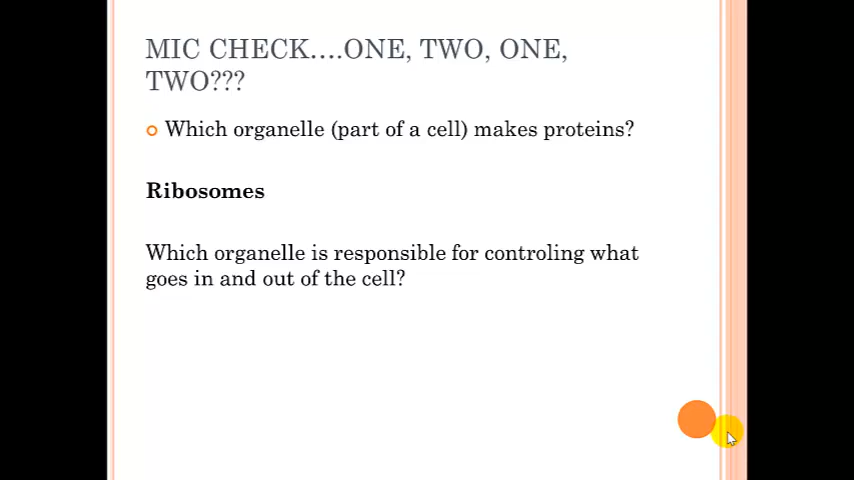 MIC CHECK....ONE, TWO, ONE,
TWO???
Which organelle (part of a cell) makes proteins?
Ribosomes
Which organelle is responsible for controling what
goes in and out of the cell?